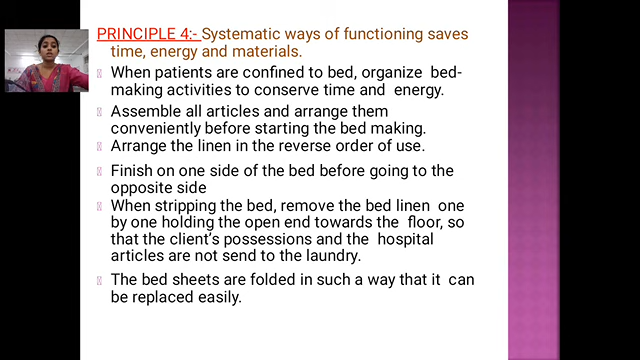 PRINCIPLE 4:- Systematic ways of functioning saves
time, energy and materials.
When patients are confined to bed, organize bed-
making activities to conserve time and energy.
Assemble all articles and arrange them
conveniently before starting the bed making.
Arrange the linen in the reverse order of use.
Finish on one side of the bed before going to the
opposite side
When stripping the bed, remove the bed linen one
by one holding the open end towards the floor, so
that the client's possessions and the hospital
articles are not send to the laundry.
The bed sheets are folded in such a way that it can
be replaced easily.